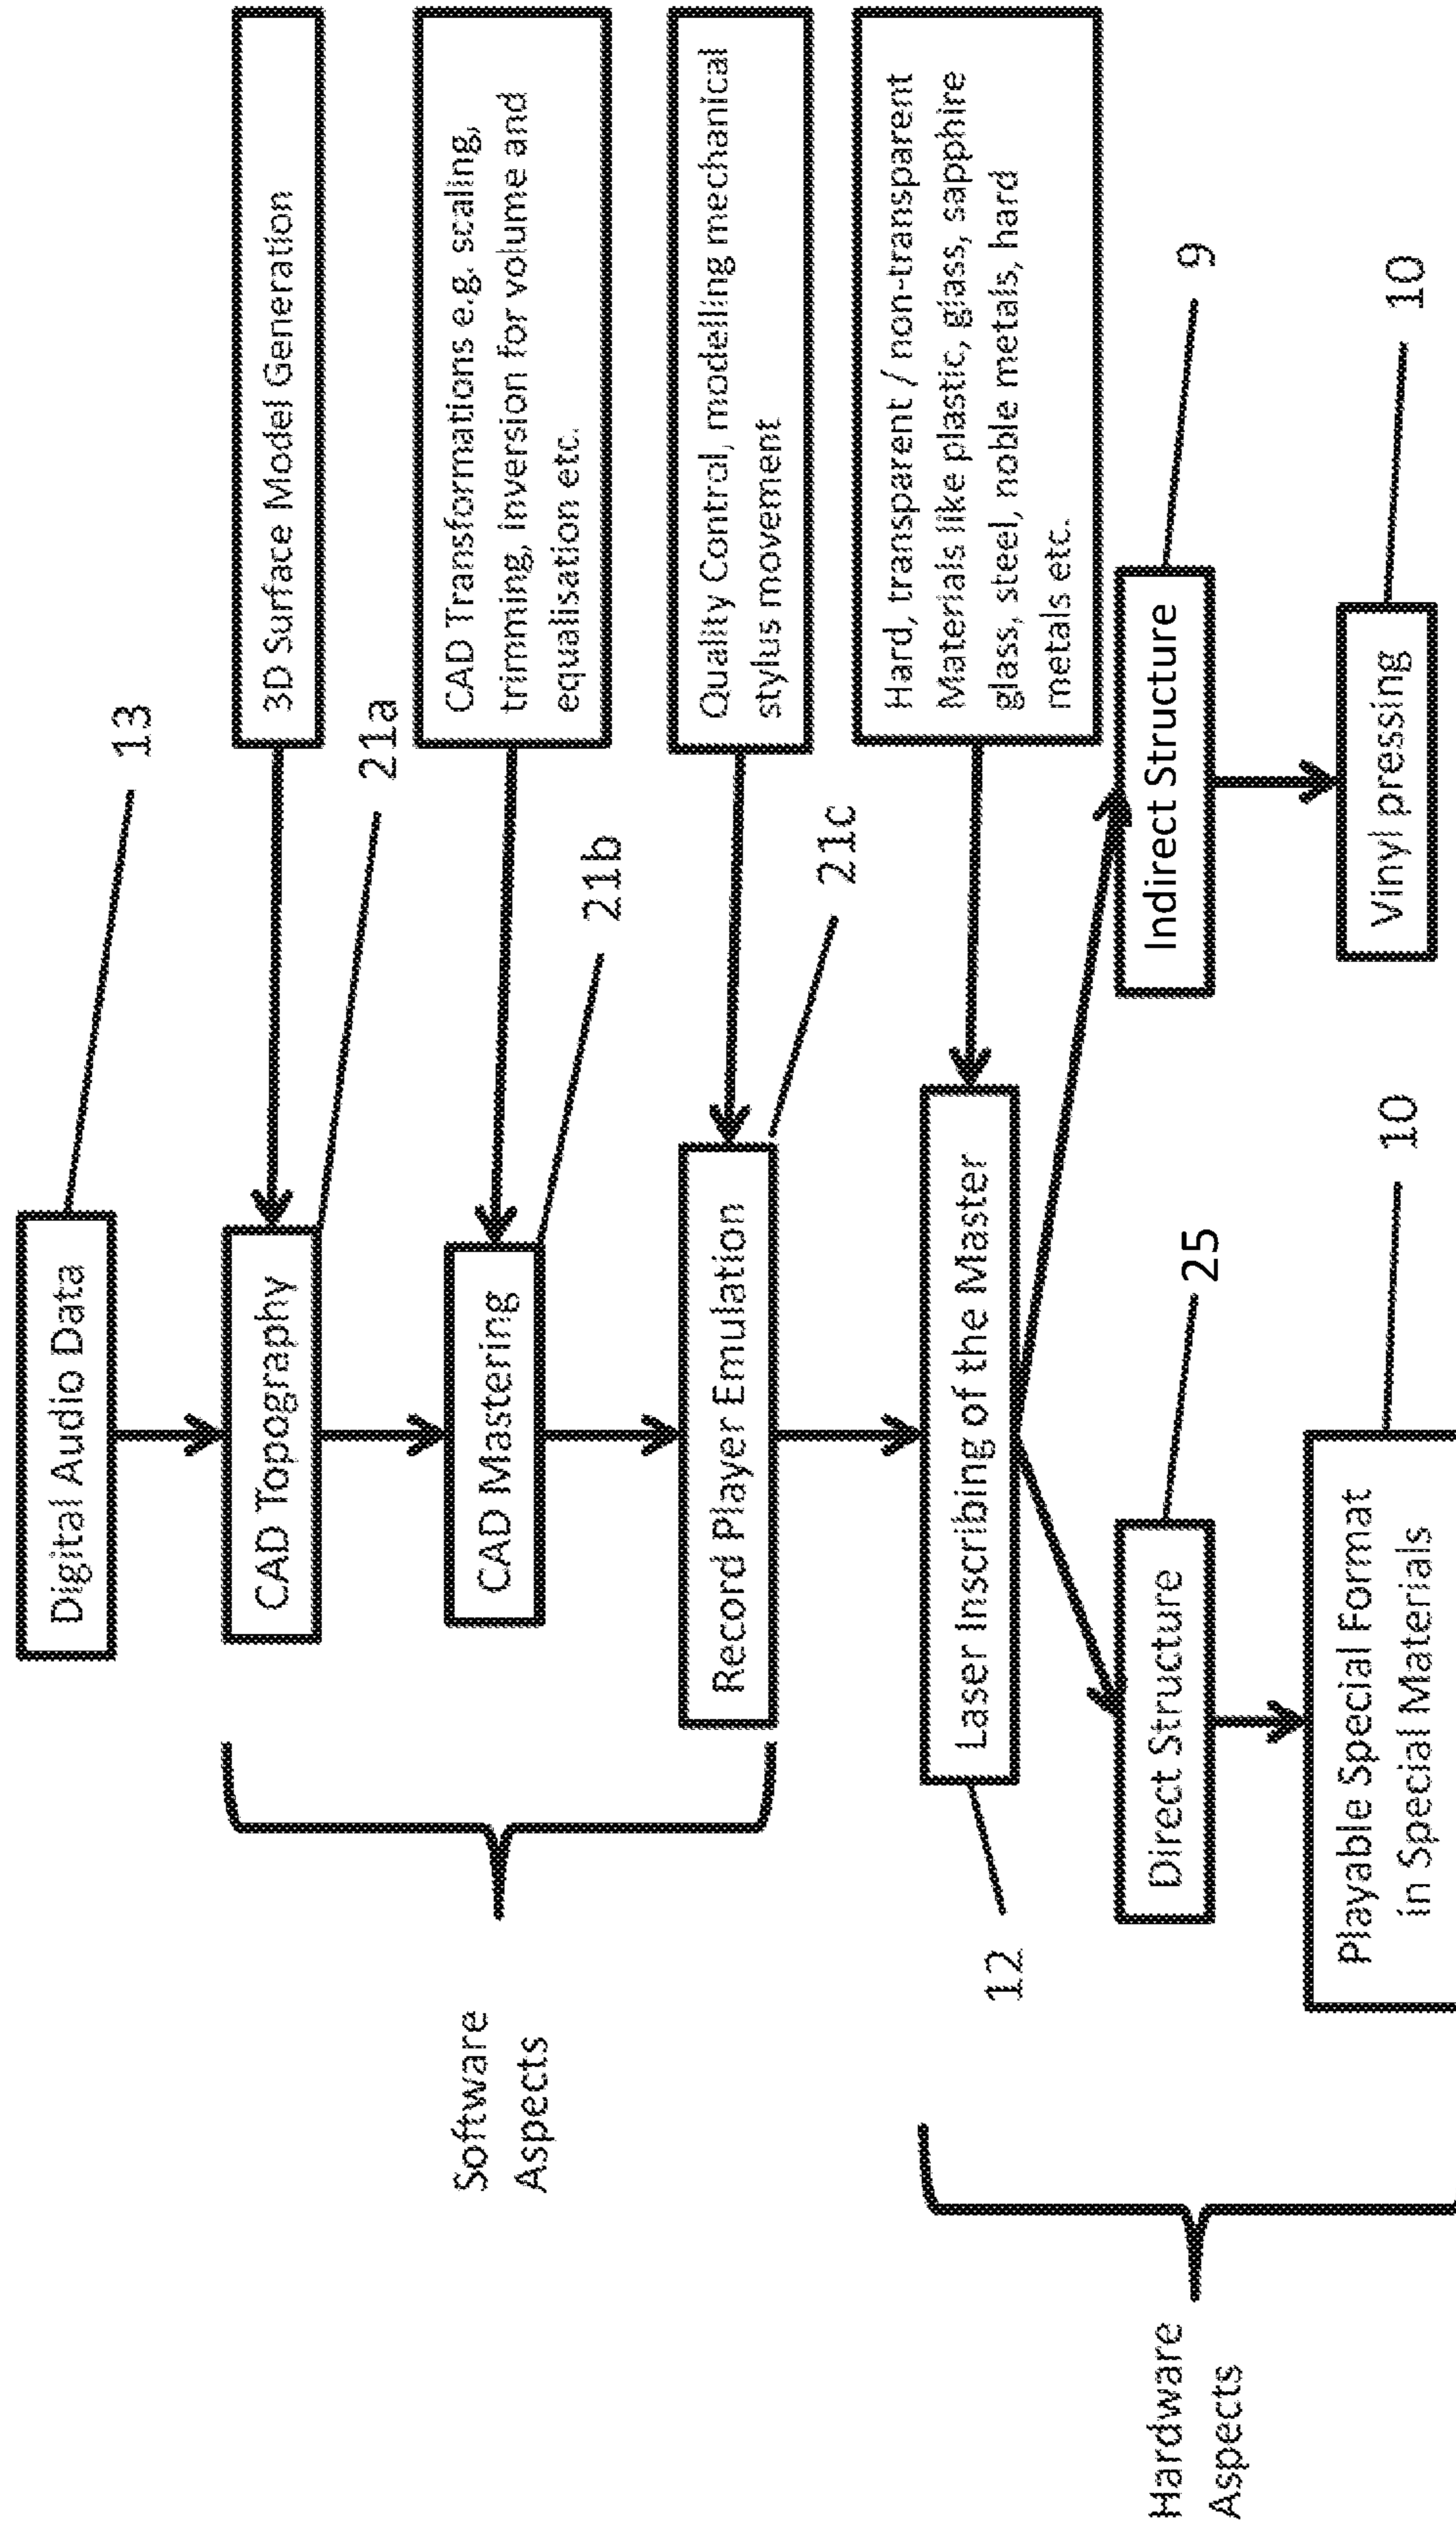 Digital Audio Data
13
CAD Topography
21a
3D Surface Model Generation
Software
Aspects
CAD Mastering
21b
CAD Transformations e.g. scaling,
trimming, inversion for volume and
equalisation etc.
Record Player Emulation
21c
Quality Control, modelling mechanical
stylus movement
12
Laser Inscribing of the Master
Hard, transparent / non-transparent
Materials like plastic, glass, sapphire
glass, steel, noble metals, hard
metals etc.
Hardware
Aspects
Direct Structure
25
Indirect Structure
9
Playable Special Format
in Special Materials
10
Vinyl pressing
10